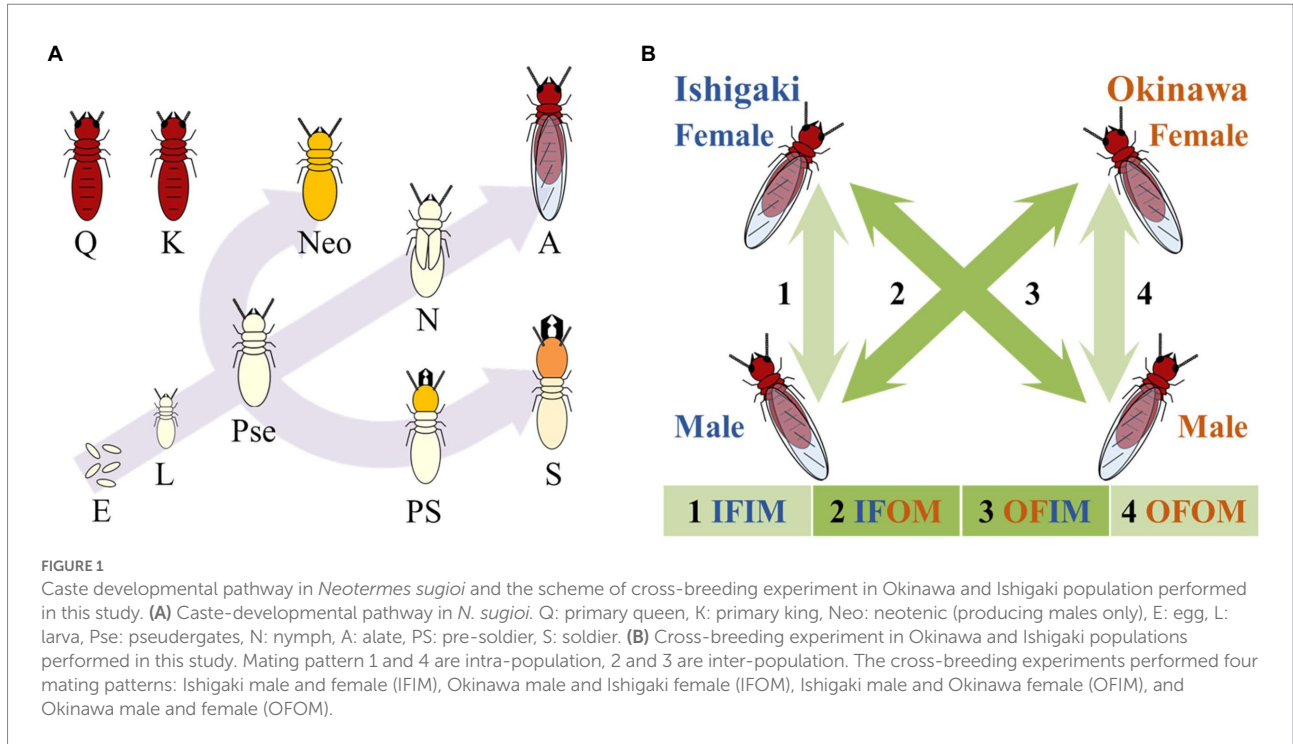 A
Q
K
Neo
N
A
Pse
L
E
PS
S
B
Ishigaki
Female
Okinawa
Female
1
2
3
4
Male
Male
1 IFIM
2 IFOM
3 OFIM
4 OFOM
FIGURE 1
Caste developmental pathway in Neotermes sugioi and the scheme of cross-breeding experiment in Okinawa and Ishigaki population performed
in this study. (A) Caste-developmental pathway in N. sugioi. Q: primary queen, K: primary king, Neo: neotenic (producing males only), E: egg, L:
larva, Pse: pseudergates, N: nymph, A: alate, PS: pre-soldier, S: soldier. (B) Cross-breeding experiment in Okinawa and Ishigaki populations
performed in this study. Mating pattern 1 and 4 are intra-population, 2 and 3 are inter-population. The cross-breeding experiments performed four
mating patterns: Ishigaki male and female (IFIM), Okinawa male and Ishigaki female (IFOM), Ishigaki male and Okinawa female (OFIM), and
Okinawa male and female (OFOM).